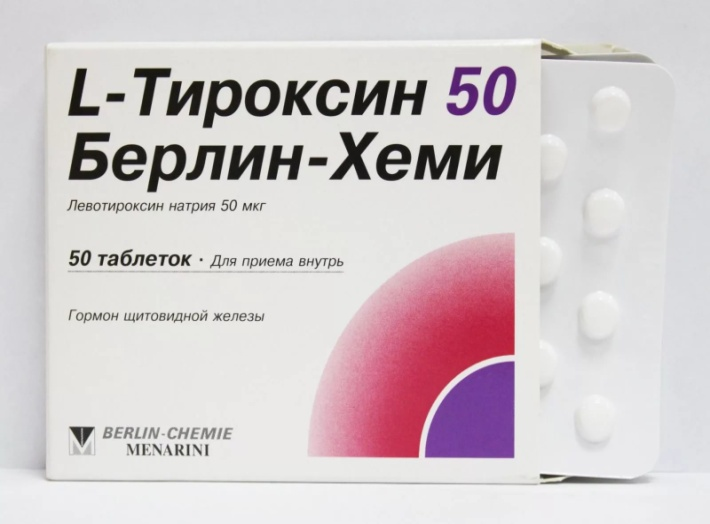 L-Тироксин 50
Берлин-Хеми
Левотироксин натрия 50 мкг
50 таблеток · Для приема внутрь
Гормон щитовидной железы
BERLIN-CHEMIE
MENARINI